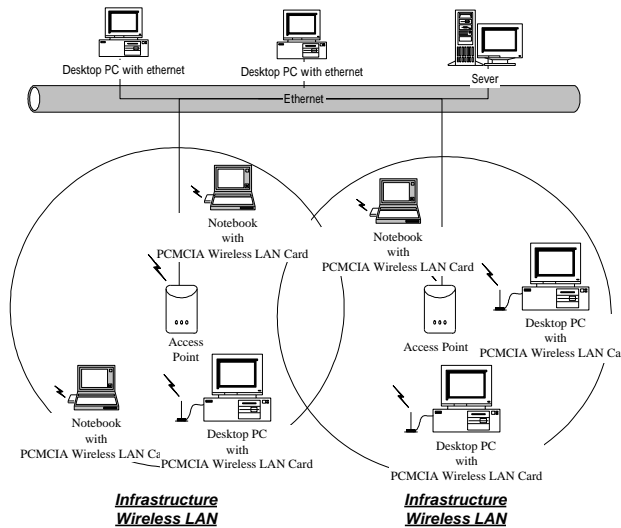 Desktop PC with ethernet
Desktop PC with ethernet
Sever
Ethernet
Notebook
with
PCMCIA Wireless LAN Card
Notebook
with
PCMCIA Wireless LAN Card
Access
Point
Access Point
Desktop PC
with
PCMCIA Wireless LAN Ca
Notebook
with
PCMCIA Wireless LAN Ca
Desktop PC
with
PCMCIA Wireless LAN Card
Desktop PC
with
PCMCIA Wireless LAN Card
Infrastructure
Wireless LAN
Infrastructure
Wireless LAN